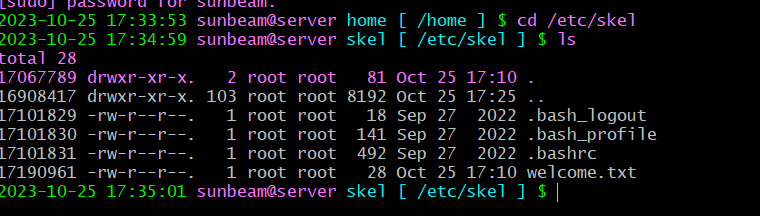 [sudo] password for sunbeam:
2023-10-25 17:33:53 sunbeam@server home [ /home ] $ cd /etc/skel
2023-10-25 17:34:59 sunbeam@server skel [ /etc/skel ] $ ls
total 28
17067789 drwxr-xr-x.   2 root root   81 Oct 25 17:10 .
16908417 drwxr-xr-x. 103 root root 8192 Oct 25 17:25 ..
17101829 -rw-r--r--.   1 root root   18 Sep 27  2022 .bash_logout
17101830 -rw-r--r--.   1 root root  141 Sep 27  2022 .bash_profile
17101831 -rw-r--r--.   1 root root  492 Sep 27  2022 .bashrc
17190961 -rw-r--r--.   1 root root   28 Oct 25 17:10 welcome.txt
2023-10-25 17:35:01 sunbeam@server skel [ /etc/skel ] $